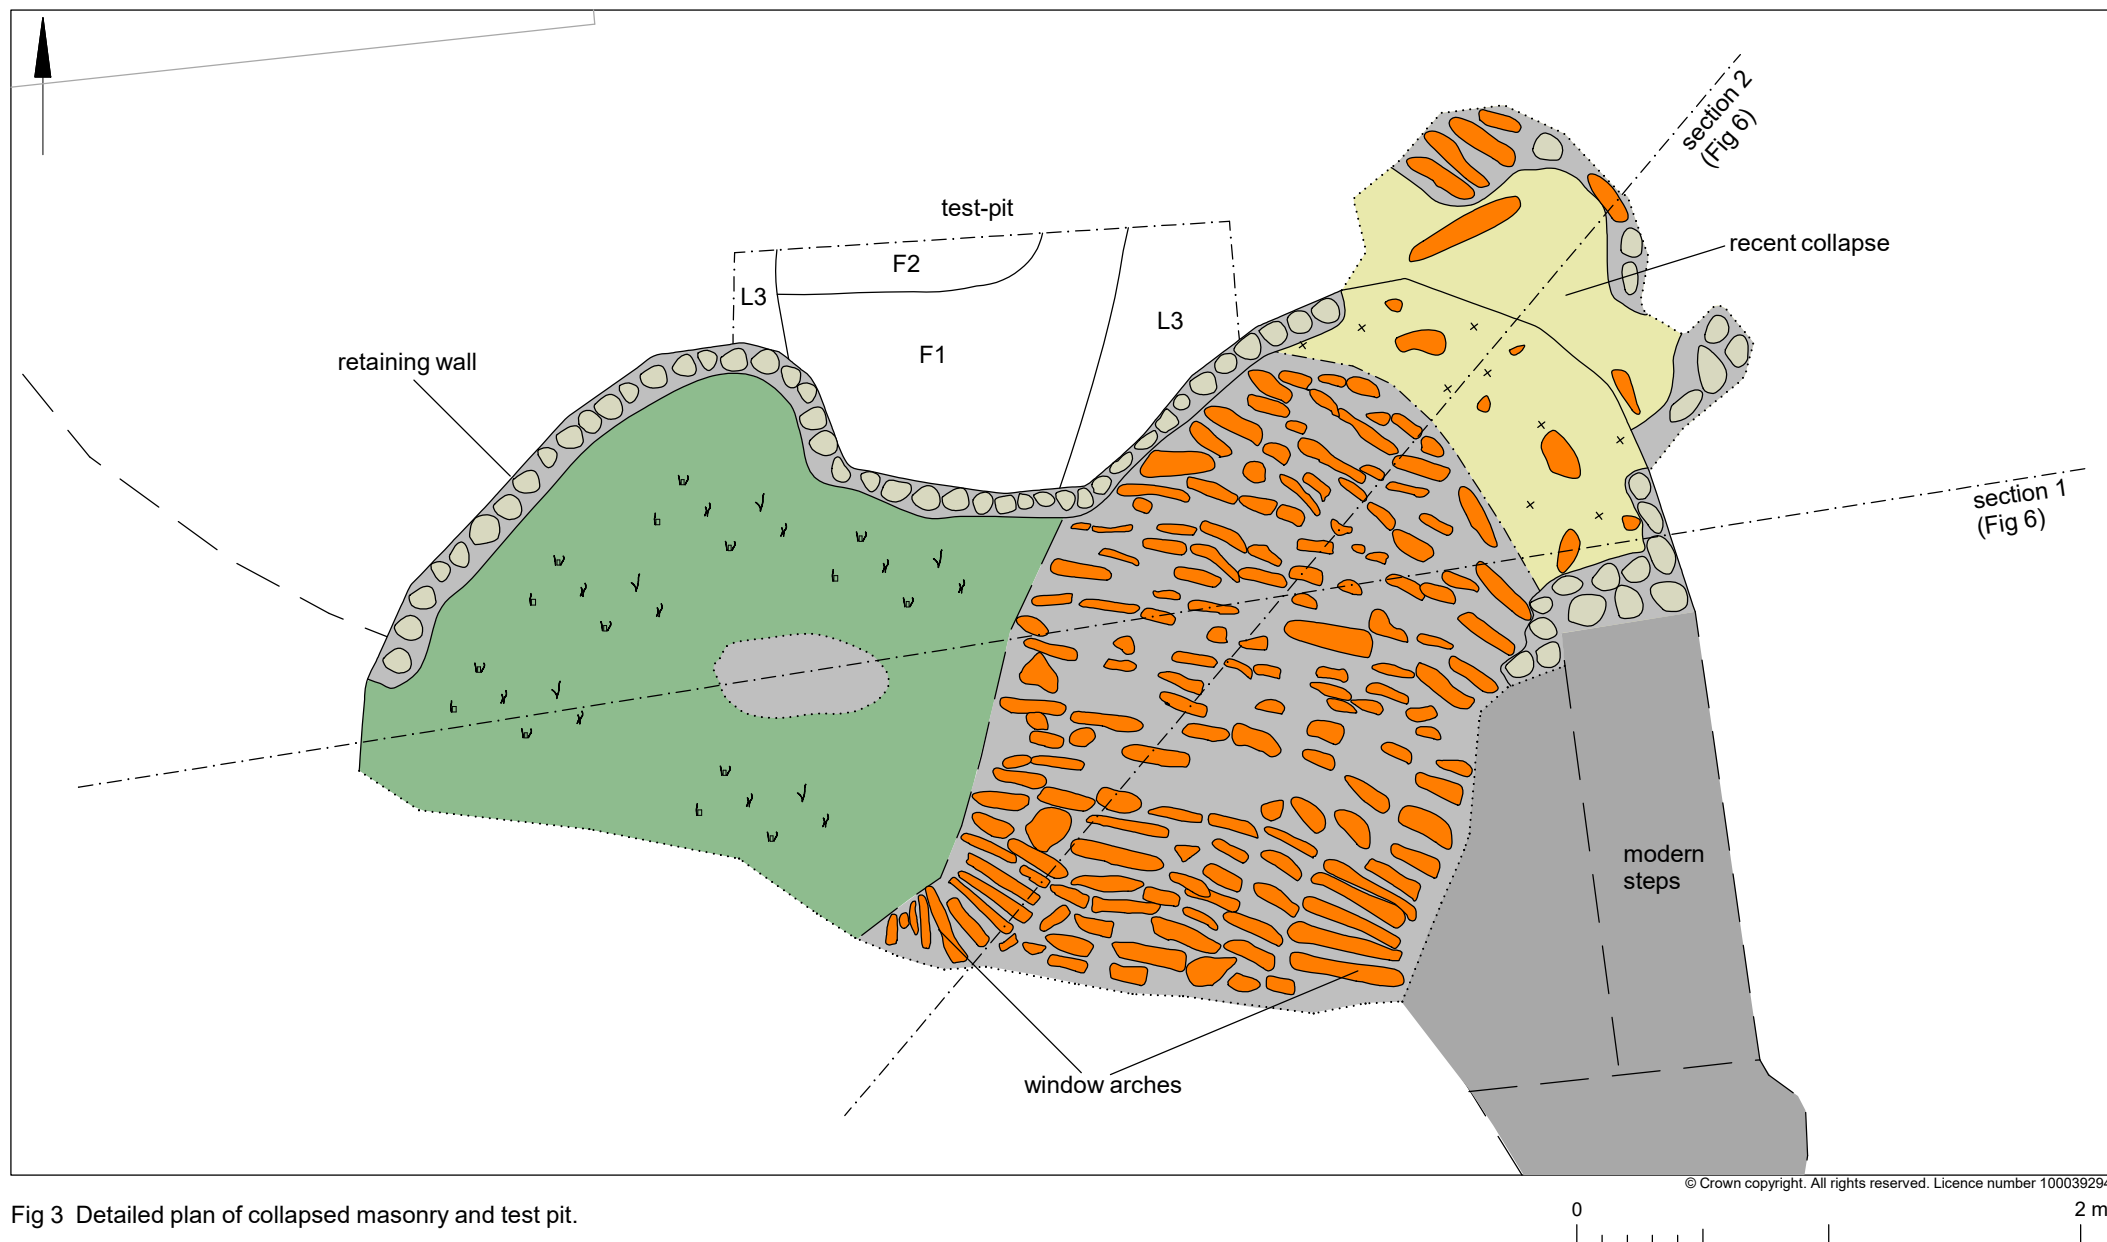 section 2
(Fig 6)
test-pit
recent collapse
F2
L3
L3
F1
retaining wall
section 1
(Fig 6)
modern
steps
window arches
© Crown copyright. All rights reserved. Licence number 100039294
Fig 3 Detailed plan of collapsed masonry and test pit.
0
2 m